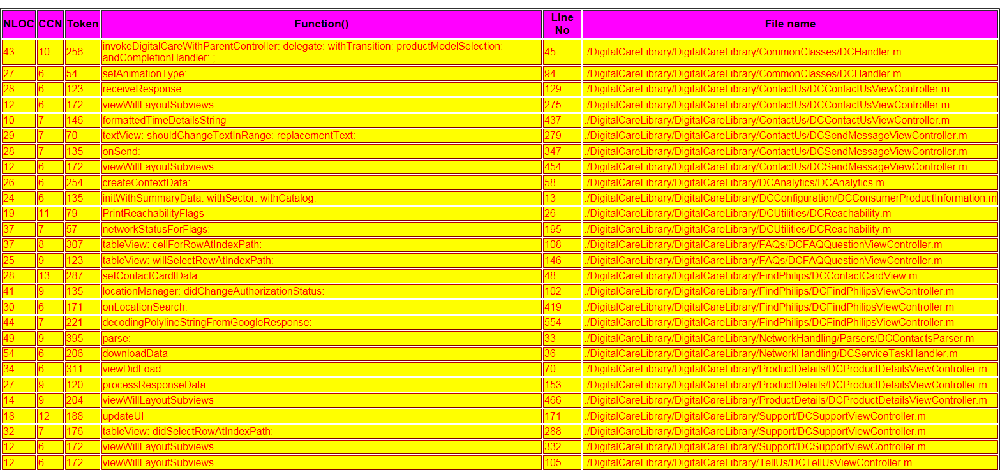 NLOC CCN Token Function() Line No File name
43 10 256 invokeDigitalCareWithParentController: delegate: withTransition: productModelSelection: andCompletionHandler: ; 45 ./DigitalCareLibrary/DigitalCareLibrary/CommonClasses/DCHandler.m
27 6 54 setAnimationType: 94 ./DigitalCareLibrary/DigitalCareLibrary/CommonClasses/DCHandler.m
28 6 123 receiveResponse: 129 ./DigitalCareLibrary/DigitalCareLibrary/ContactUs/DCContactUsViewController.m
12 6 172 viewWillLayoutSubviews 275 ./DigitalCareLibrary/DigitalCareLibrary/ContactUs/DCContactUsViewController.m
10 7 146 formattedTimeDetailsString 437 ./DigitalCareLibrary/DigitalCareLibrary/ContactUs/DCContactUsViewController.m
29 7 70 textView: shouldChangeTextInRange: replacementText: 279 ./DigitalCareLibrary/DigitalCareLibrary/ContactUs/DCSendMessageViewController.m
28 7 135 onSend: 347 ./DigitalCareLibrary/DigitalCareLibrary/ContactUs/DCSendMessageViewController.m
12 6 172 viewWillLayoutSubviews 454 ./DigitalCareLibrary/DigitalCareLibrary/ContactUs/DCSendMessageViewController.m
26 6 254 createContextData: 58 ./DigitalCareLibrary/DigitalCareLibrary/DCAnalytics/DCAnalytics.m
24 6 135 initWithSummaryData: withSector: withCatalog: 13 ./DigitalCareLibrary/DigitalCareLibrary/DCConfiguration/DCConsumerProductInformation.m
19 11 79 PrintReachabilityFlags 26 ./DigitalCareLibrary/DigitalCareLibrary/DCUtilities/DCReachability.m
37 7 57 networkStatusForFlags: 195 ./DigitalCareLibrary/DigitalCareLibrary/DCUtilities/DCReachability.m
37 8 307 tableView: cellForRowAtIndexPath: 108 ./DigitalCareLibrary/DigitalCareLibrary/FAQs/DCFAQQuestionViewController.m
25 9 123 tableView: willSelectRowAtIndexPath: 146 ./DigitalCareLibrary/DigitalCareLibrary/FAQs/DCFAQQuestionViewController.m
28 13 287 setContactCardlData: 48 ./DigitalCareLibrary/DigitalCareLibrary/FindPhilips/DCContactCardView.m
41 9 135 locationManager: didChangeAuthorizationStatus: 102 ./DigitalCareLibrary/DigitalCareLibrary/FindPhilips/DCFindPhilipsViewController.m
30 6 171 onLocationSearch: 419 ./DigitalCareLibrary/DigitalCareLibrary/FindPhilips/DCFindPhilipsViewController.m
44 7 221 decodingPolylineStringFromGoogleResponse: 554 ./DigitalCareLibrary/DigitalCareLibrary/FindPhilips/DCFindPhilipsViewController.m
49 9 395 parse: 33 ./DigitalCareLibrary/DigitalCareLibrary/NetworkHandling/Parsers/DCContactsParser.m
54 6 206 downloadData 36 ./DigitalCareLibrary/DigitalCareLibrary/NetworkHandling/DCServiceTaskHandler.m
34 6 311 viewDidLoad 70 ./DigitalCareLibrary/DigitalCareLibrary/ProductDetails/DCProductDetailsViewController.m
27 9 120 processResponseData: 153 ./DigitalCareLibrary/DigitalCareLibrary/ProductDetails/DCProductDetailsViewController.m
14 9 204 viewWillLayoutSubviews 466 ./DigitalCareLibrary/DigitalCareLibrary/ProductDetails/DCProductDetailsViewController.m
18 12 188 updateUI 171 ./DigitalCareLibrary/DigitalCareLibrary/Support/DCSupportViewController.m
32 7 176 tableView: didSelectRowAtIndexPath: 288 ./DigitalCareLibrary/DigitalCareLibrary/Support/DCSupportViewController.m
12 6 172 viewWillLayoutSubviews 332 ./DigitalCareLibrary/DigitalCareLibrary/Support/DCSupportViewController.m
12 6 172 viewWillLayoutSubviews 105 ./DigitalCareLibrary/DigitalCareLibrary/TellUs/DCTellUsViewController.m